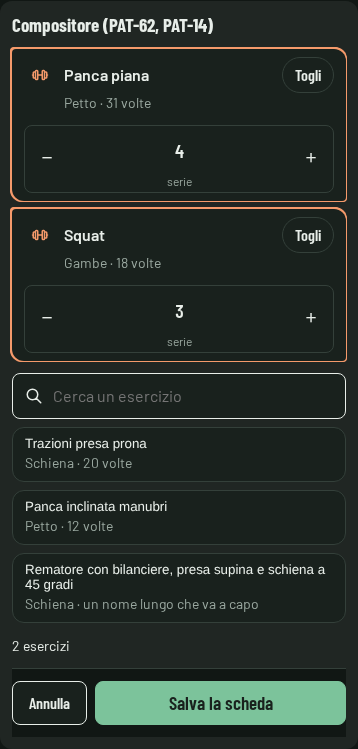 Compositore (PAT-62, PAT-14)
Panca piana
Togli
Petto · 31 volte
− 4 +
serie
Squat
Togli
Gambe · 18 volte
− 3 +
serie
Cerca un esercizio
Trazioni presa prona
Schiena · 20 volte
Panca inclinata manubri
Petto · 12 volte
Rematore con bilanciere, presa supina e schiena a
45 gradi
Schiena · un nome lungo che va a capo
2 esercizi
Annulla
Salva la scheda